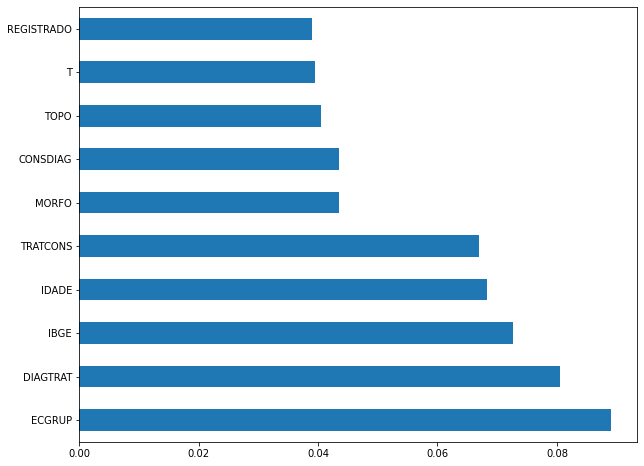 REGISTRADO
T
TOPO
CONSDIAG
MORFO
TRATCONS
IDADE
IBGE
DIAGTRAT
ECGRUP
0.00 0.02 0.04 0.06 0.08